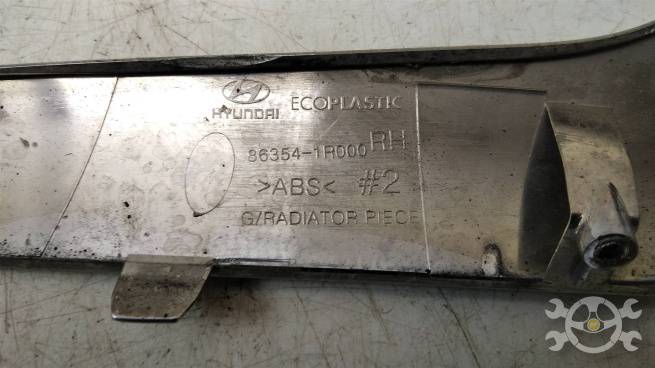 HYUNDAI ECOPLASTIC
86354-1R000 RH
>ABS< #2
G/RADIATOR PIECE